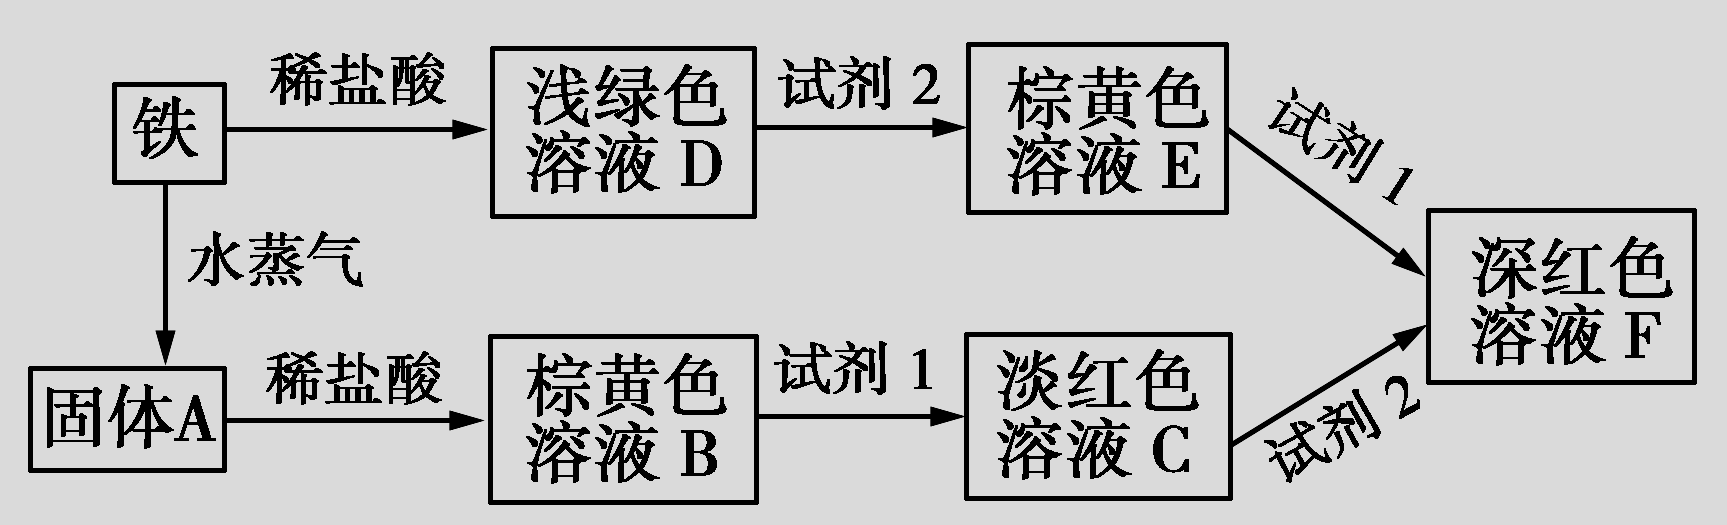 铁
稀盐酸
浅绿色
溶液 D
试剂 2
棕黄色
溶液 E
试剂 1
水蒸气
深红色
溶液 F
固体A
稀盐酸
棕黄色
溶液 B
试剂 1
淡红色
溶液 C
试剂 2